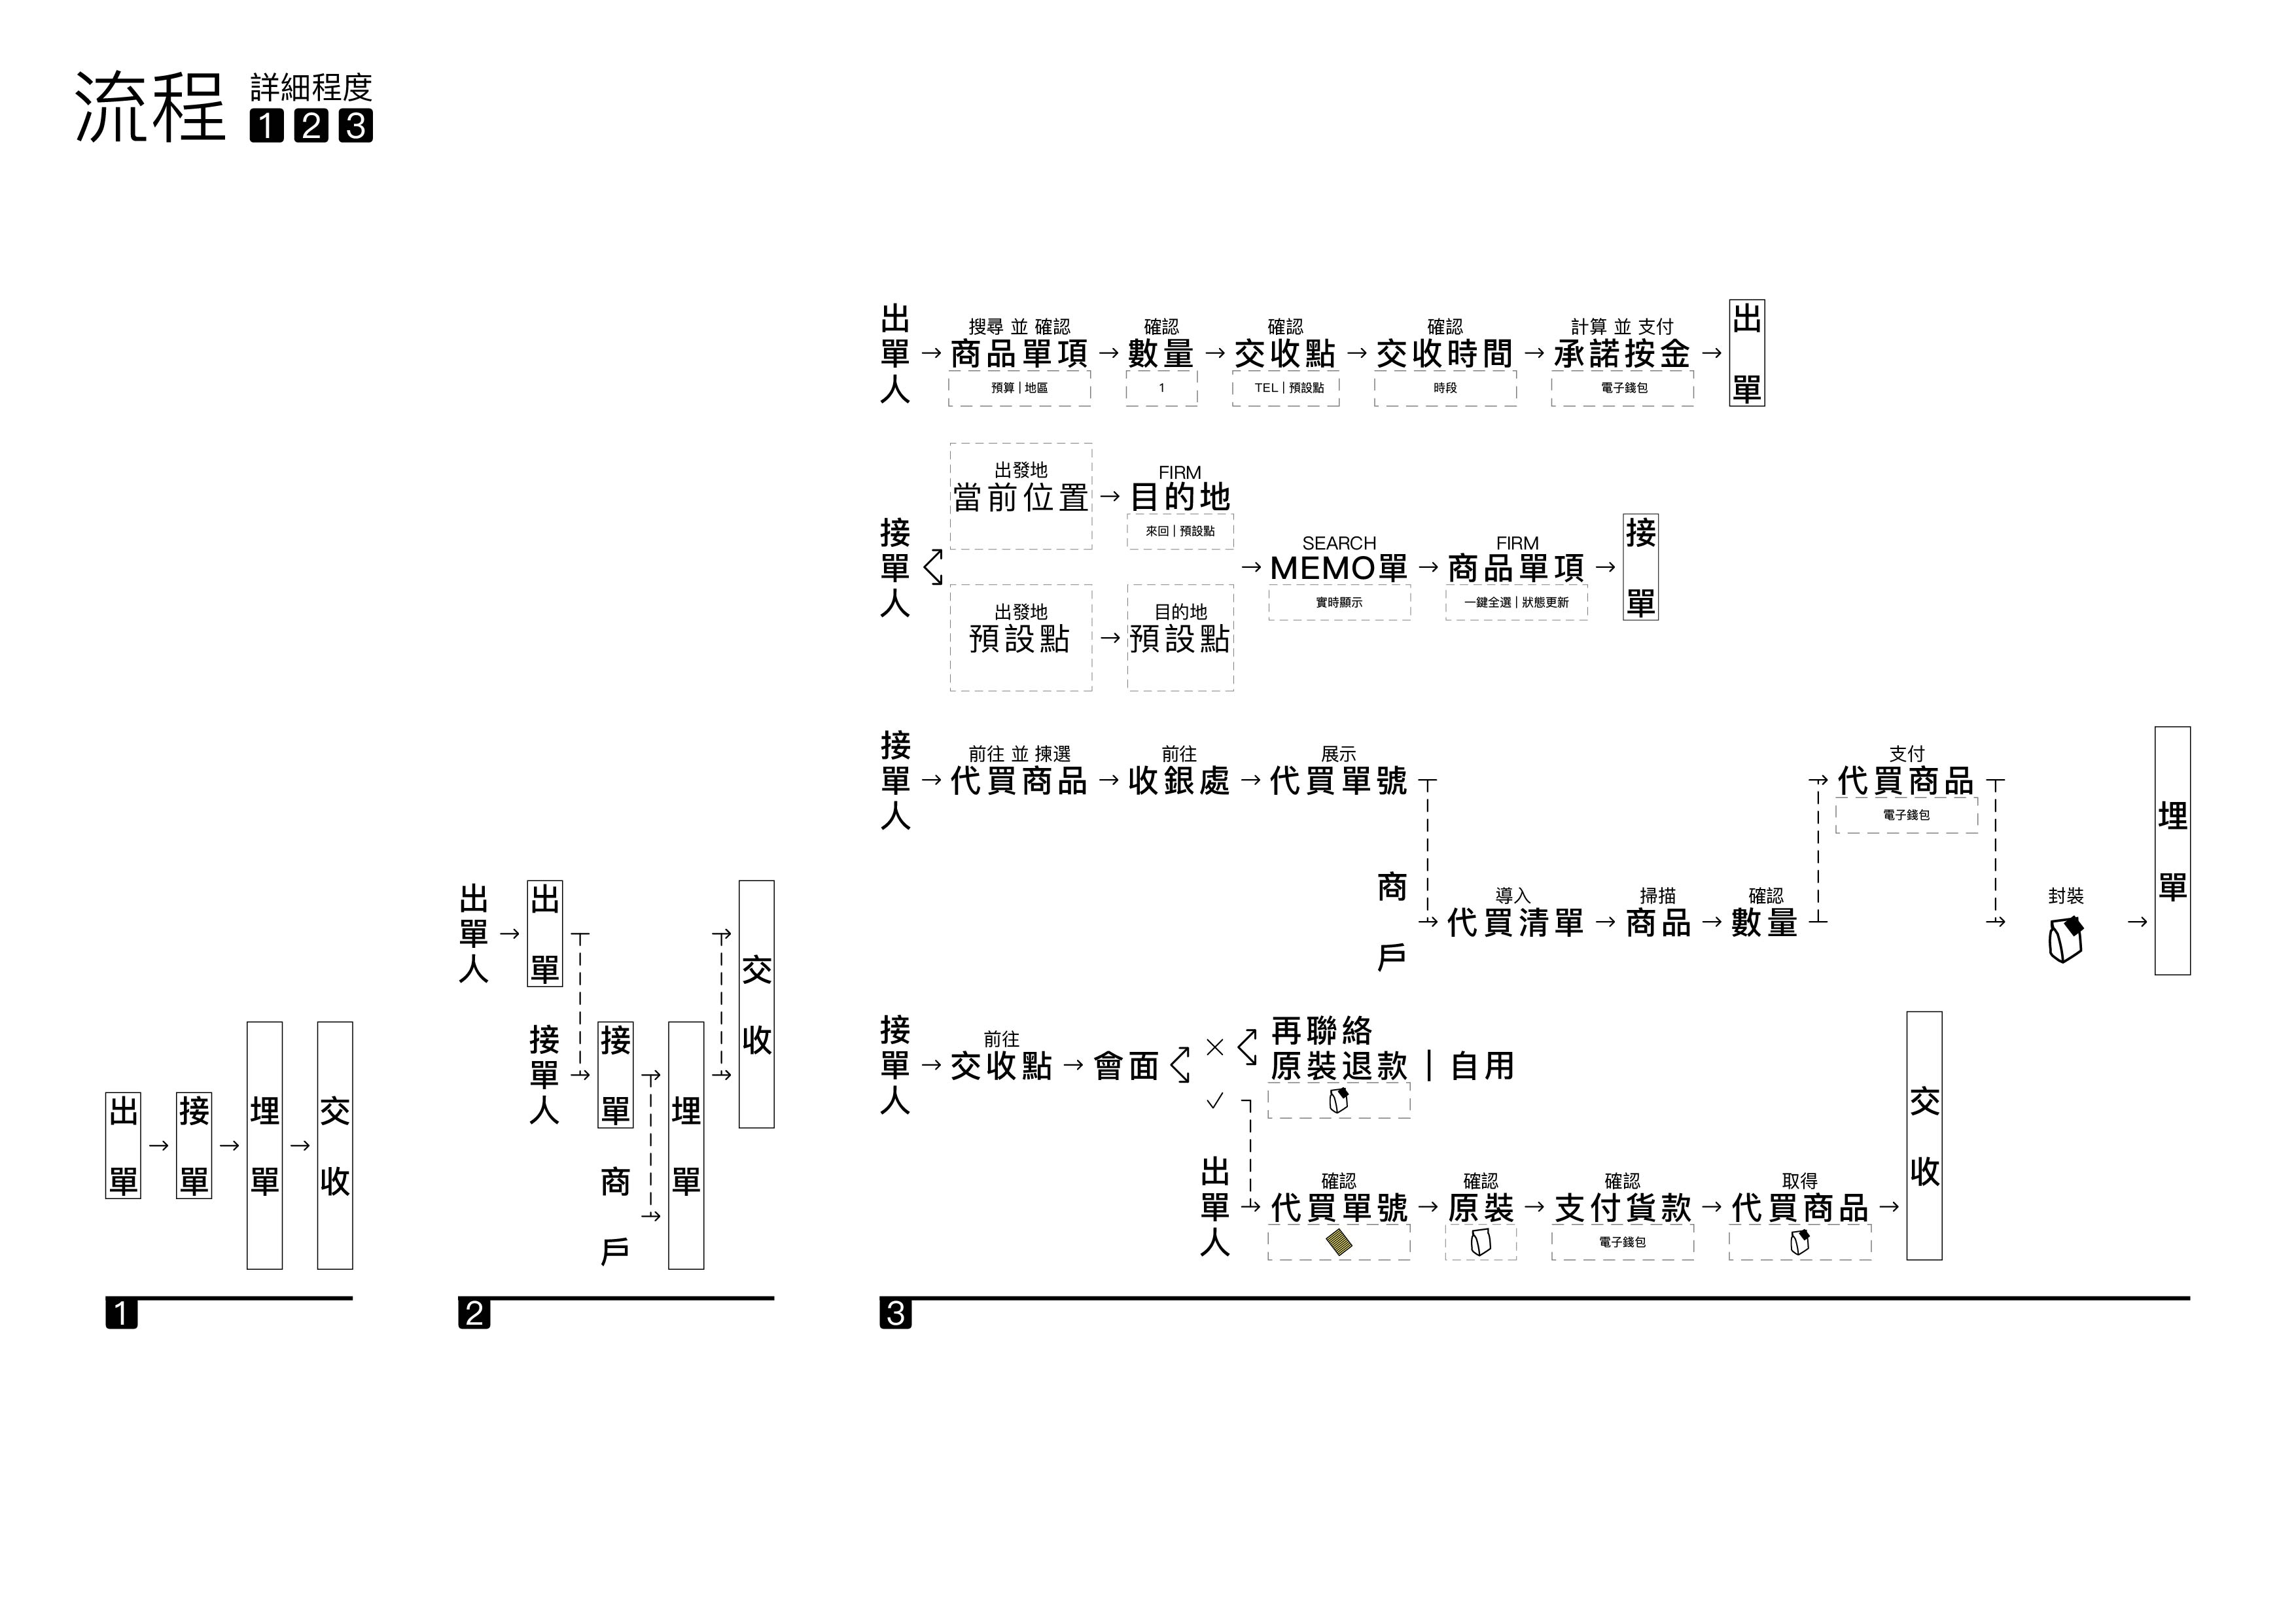 流程
詳細程度
1 2 3
出單人
搜尋 並 確認
商品單項
預算 | 地區
確認
數量
1
確認
交收點
TEL | 預設點
確認
交收時間
時段
計算 並 支付
承諾按金
電子錢包
出單
接單人
出發地
當前位置
FIRM
目的地
來回 | 預設點
出發地
預設點
目的地
預設點
SEARCH
MEMO單
實時顯示
FIRM
商品單項
一鍵全選 | 狀態更新
接單
接單人
前往 並 揀選
代買商品
前往
收銀處
展示
代買單號
商戶
導入
代買清單
掃描
商品
確認
數量
支付
代買商品
電子錢包
封裝
埋單
接單人
前往
交收點
會面
再聯絡
原裝退款 | 自用
出單人
確認
代買單號
確認
原裝
確認
支付貨款
電子錢包
取得
代買商品
交收
出單人
出單
接單人
接單
商戶
埋單
交收
出單
接單
埋單
交收
1
2
3